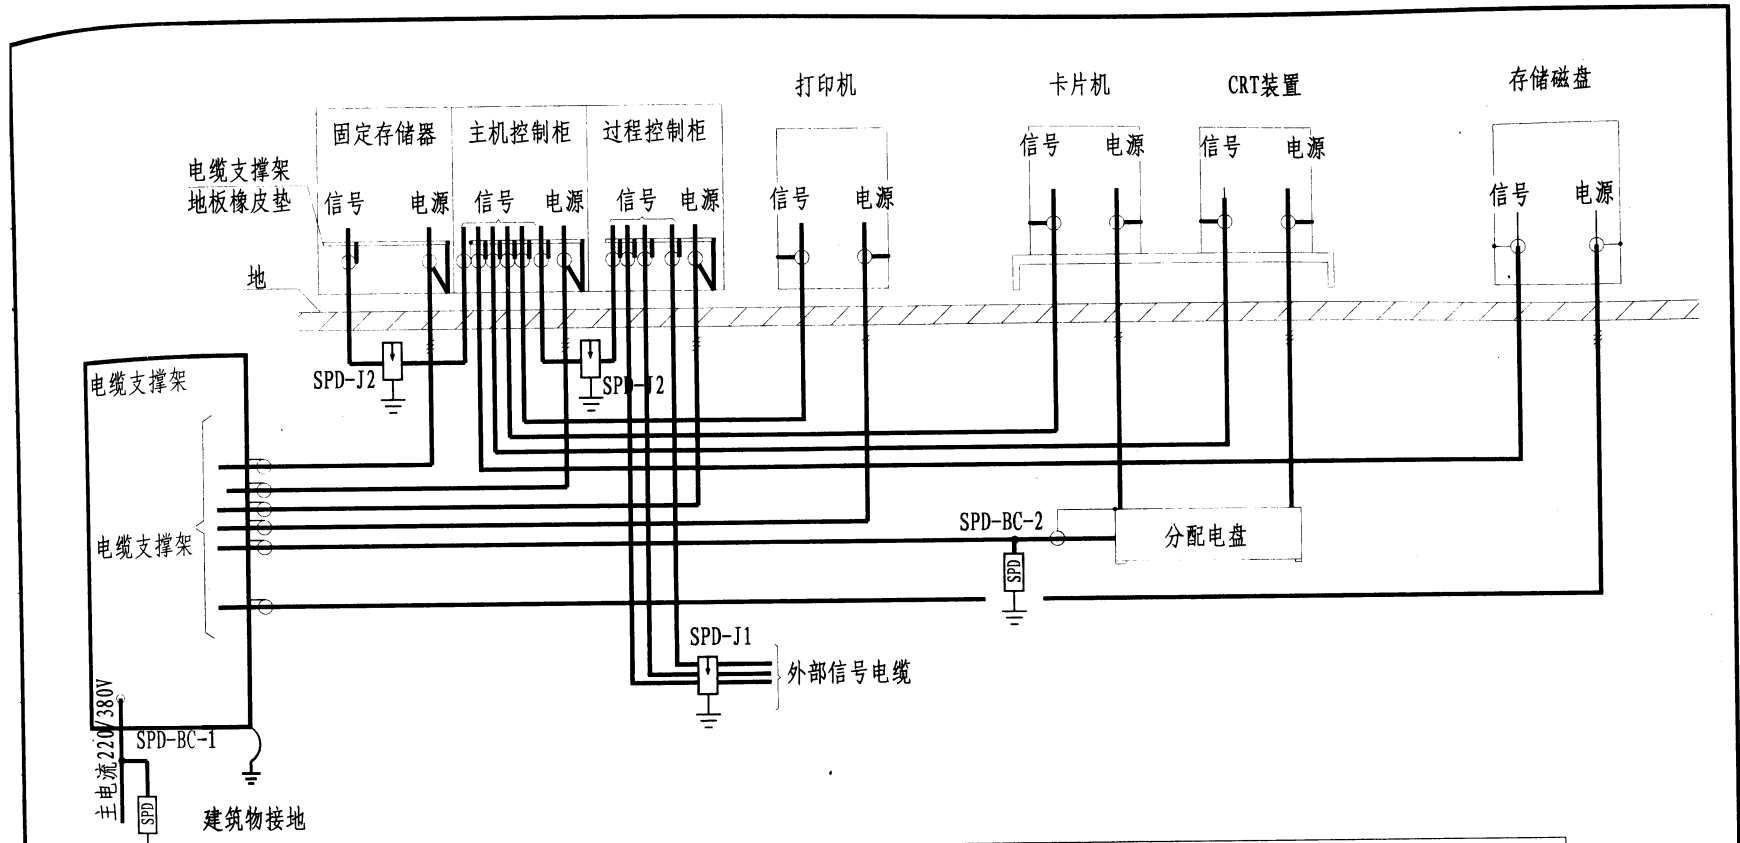 打印机
卡片机
CRT装置
存储磁盘
固定存储器
主机控制柜
过程控制柜
信号
电源
信号
电源
电缆支撑架
地板橡皮垫
信号
电源
信号
电源
信号
电源
信号
电源
信号
电源
地
SPD-J2
SPD-J2
电缆支撑架
SPD-BC-2
分配电盘
电缆支撑架
SPD
SPD-J1
外部信号电缆
主电流220V/380V
SPD-BC-1
SPD
建筑物接地